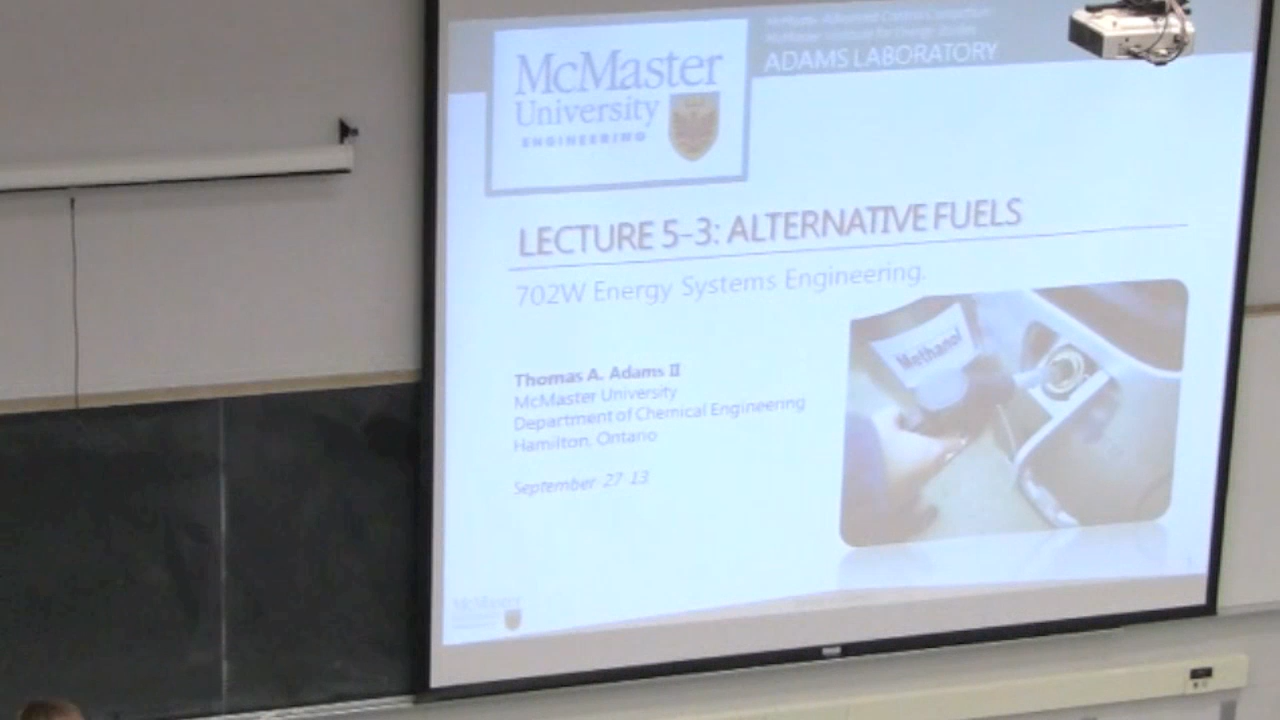 McMaster
University
ENGINEERING
ADAMS LABORATORY
LECTURE 5-3: ALTERNATIVE FUELS
702W Energy Systems Engineering.
Methanol
Thomas A. Adams II
McMaster University
Department of Chemical Engineering
Hamilton, Ontario
September 27 13
McMaster